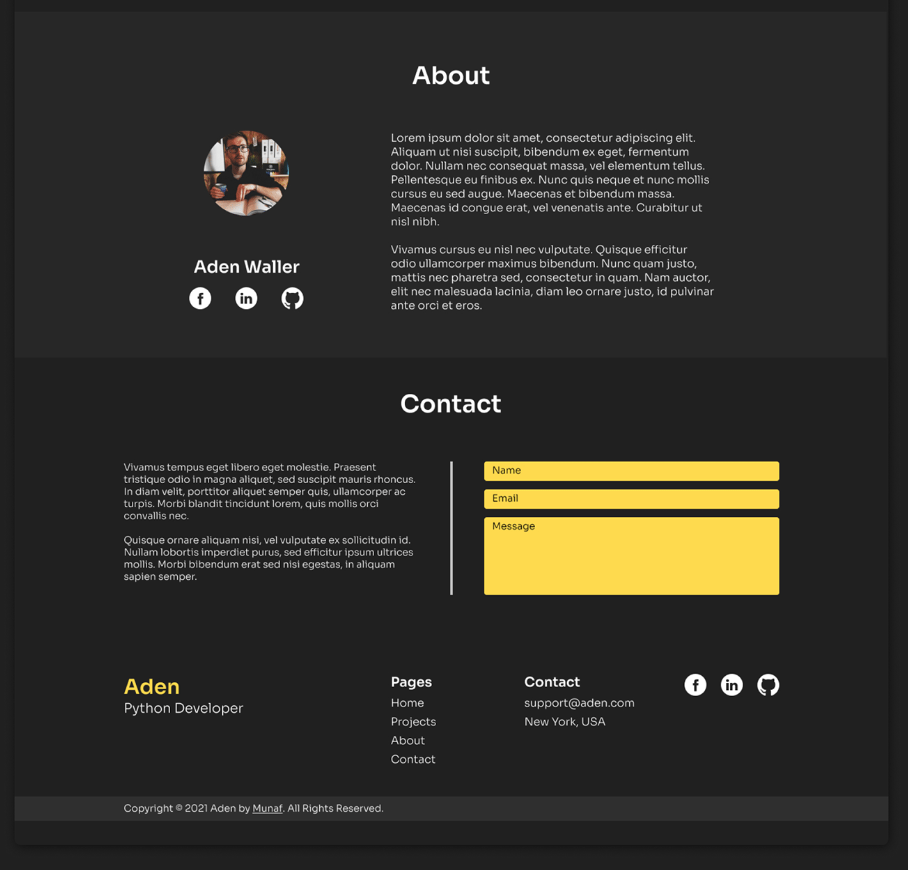 About
Lorem ipsum dolor sit amet, consectetur adipiscing elit.
Aliquam ut nisi suscipit, bibendum ex eget, fermentum
dolor. Nullam nec consequat massa, vel elementum tellus.
Pellentesque eu finibus ex. Nunc quis neque et nunc mollis
cursus eu sed augue. Maecenas et bibendum massa.
Maecenas id congue erat, vel venenatis ante. Curabitur ut
nisl nibh.
Vivamus cursus eu nisl nec vulputate. Quisque efficitur
odio ullamcorper maximus bibendum. Nunc quam justo,
mattis nec pharetra sed, consectetur in quam. Nam auctor,
elit nec malesuada lacinia, diam leo ornare justo, id pulvinar
ante orci et eros.
Aden Waller
f in
Contact
Vivamus tempus eget libero eget molestie. Praesent
tristique odio in magna aliquet, sed suscipit mauris rhoncus.
In diam velit, porttitor aliquet semper quis, ullamcorper ac
turpis. Morbi blandit tincidunt lorem, quis mollis orci
convallis nec.
Quisque ornare aliquam nisi, vel vulputate ex sollicitudin id.
Nullam lobortis imperdiet purus, sed efficitur ipsum ultrices
mollis. Morbi bibendum erat sed nisi egestas, in aliquam
sapien semper.
Name
Email
Message
Aden
Python Developer
Pages
Home
Projects
About
Contact
Contact
support@aden.com
New York, USA
f in
Copyright © 2021 Aden by Munaf. All Rights Reserved.